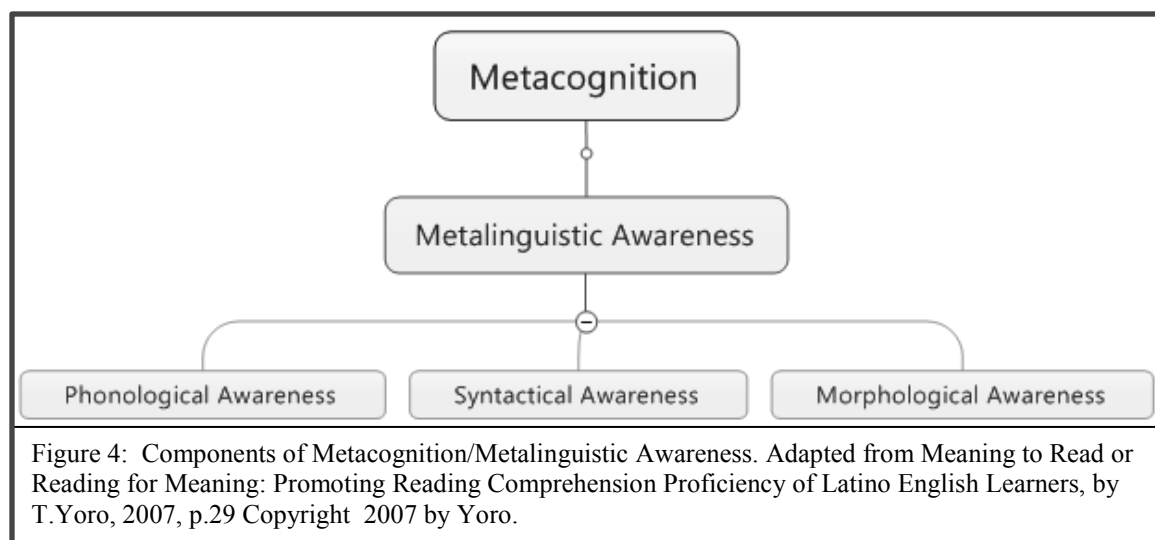 Metacognition
Metalinguistic Awareness
Phonological Awareness
Syntactical Awareness
Morphological Awareness
Figure 4:  Components of Metacognition/Metalinguistic Awareness. Adapted from Meaning to Read or
Reading for Meaning: Promoting Reading Comprehension Proficiency of Latino English Learners, by
T.Yoro, 2007, p.29 Copyright  2007 by Yoro.